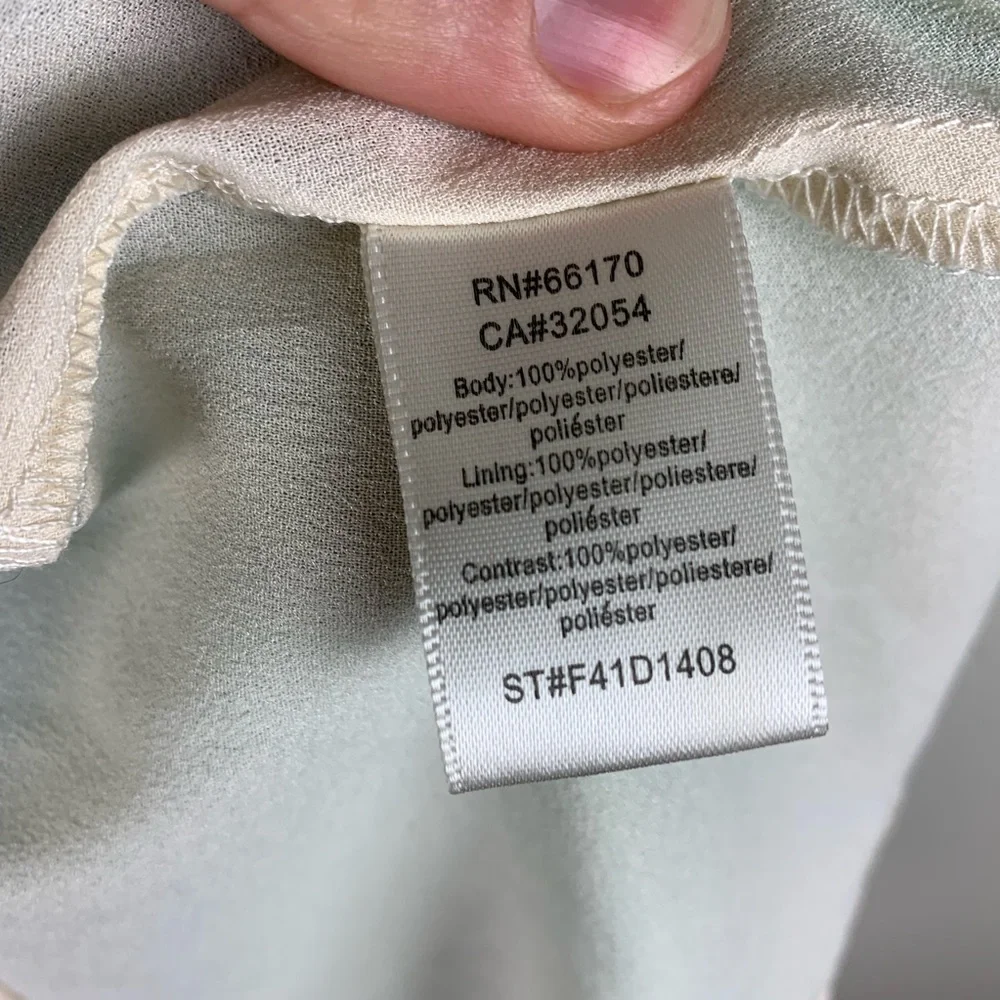 RN#66170
CA#32054
Body:100%polyester/
polyester/polyester/poliestere/
poliéster
Lining:100%polyester/
polyester/polyester/poliestere/
poliéster
Contrast:100%polyester/
polyester/polyester/poliestere/
poliéster
ST#F41D1408